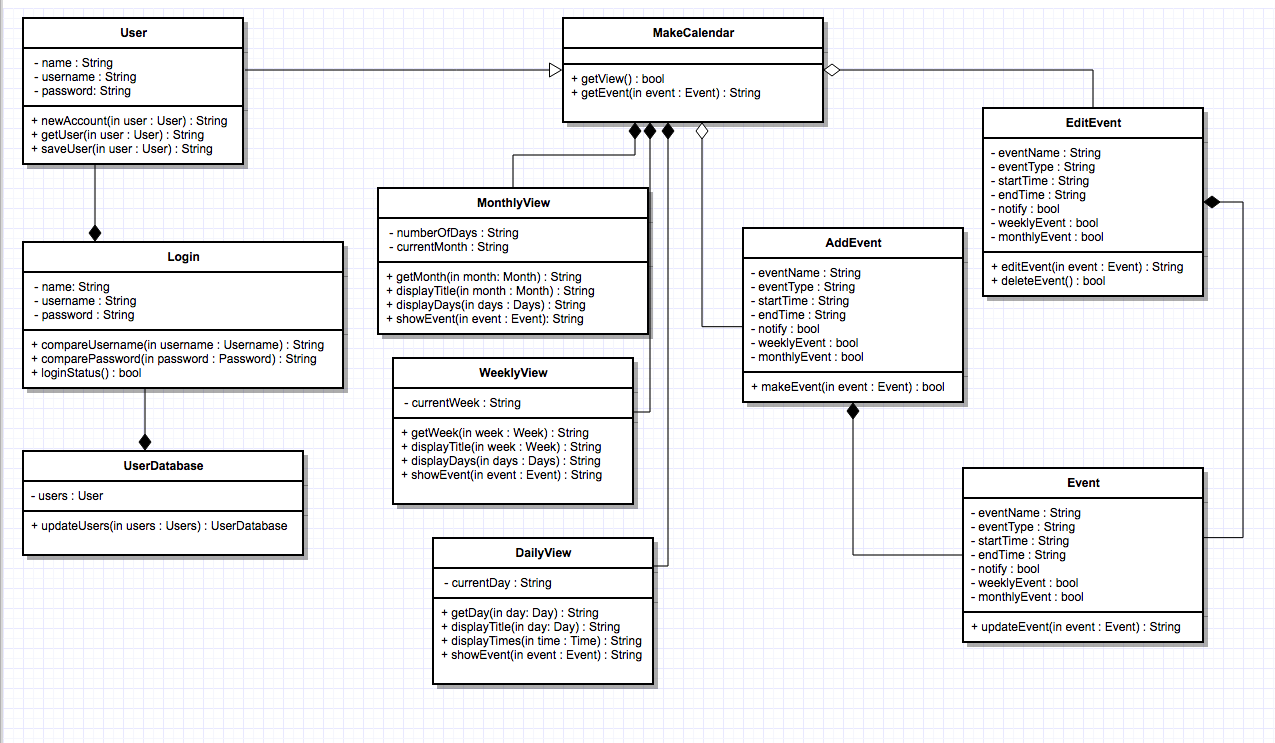 User
- name : String
- username : String
- password: String
+ newAccount(in user : User) : String
+ getUser(in user : User) : String
+ saveUser(in user : User) : String
MakeCalendar
+ getView() : bool
+ getEvent(in event : Event) : String
EditEvent
- eventName : String
- eventType : String
- startTime : String
- endTime : String
- notify : bool
- weeklyEvent : bool
- monthlyEvent : bool
+ editEvent(in event : Event) : String
+ deleteEvent() : bool
MonthlyView
- numberOfDays : String
- currentMonth : String
+ getMonth(in month: Month) : String
+ displayTitle(in month : Month) : String
+ displayDays(in days : Days) : String
+ showEvent(in event : Event): String
AddEvent
- eventName : String
- eventType : String
- startTime : String
- endTime : String
- notify : bool
- weeklyEvent : bool
- monthlyEvent : bool
+ makeEvent(in event : Event) : bool
Login
- name: String
- username : String
- password : String
+ compareUsername(in username : Username) : String
+ comparePassword(in password : Password) : String
+ loginStatus() : bool
WeeklyView
- currentWeek : String
+ getWeek(in week : Week) : String
+ displayTitle(in week : Week) : String
+ displayDays(in days : Days) : String
+ showEvent(in event : Event) : String
UserDatabase
- users : User
+ updateUsers(in users : Users) : UserDatabase
Event
- eventName : String
- eventType : String
- startTime : String
- endTime : String
- notify : bool
- weeklyEvent : bool
- monthlyEvent : bool
+ updateEvent(in event : Event) : String
DailyView
- currentDay : String
+ getDay(in day: Day) : String
+ displayTitle(in day: Day) : String
+ displayTimes(in time : Time) : String
+ showEvent(in event : Event) : String